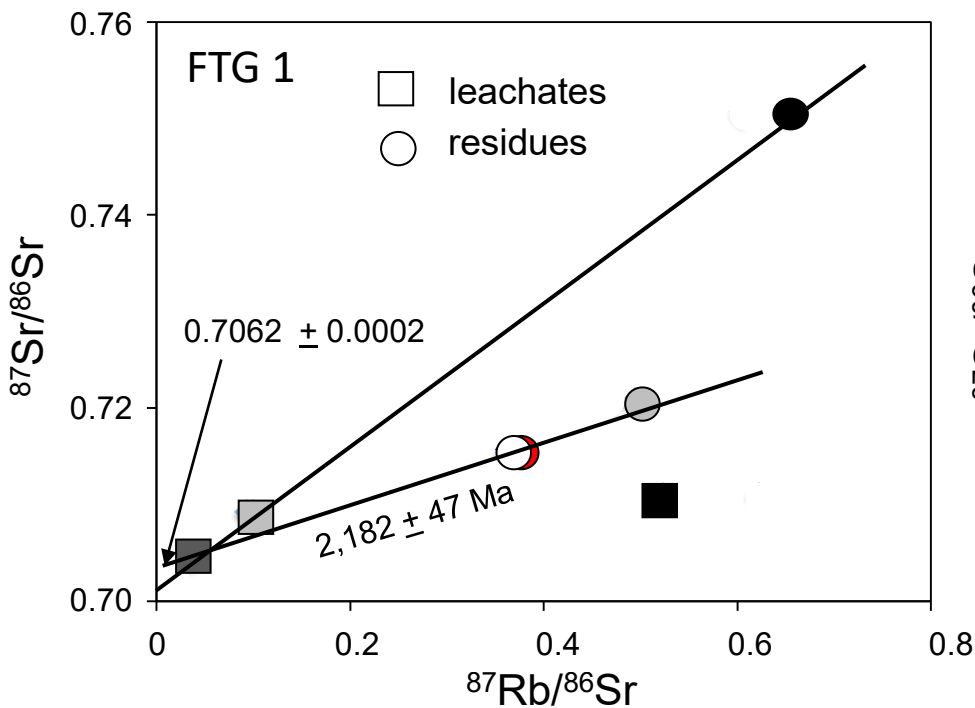 0.76
FTG 1
leachates
residues
0.74
0.7062 ± 0.0002
0.72
2,182 ± 47 Ma
0.70
0
0.2
0.4
0.6
0.8
⁸⁷Sr/⁸⁶Sr
⁸⁷Rb/⁸⁶Sr